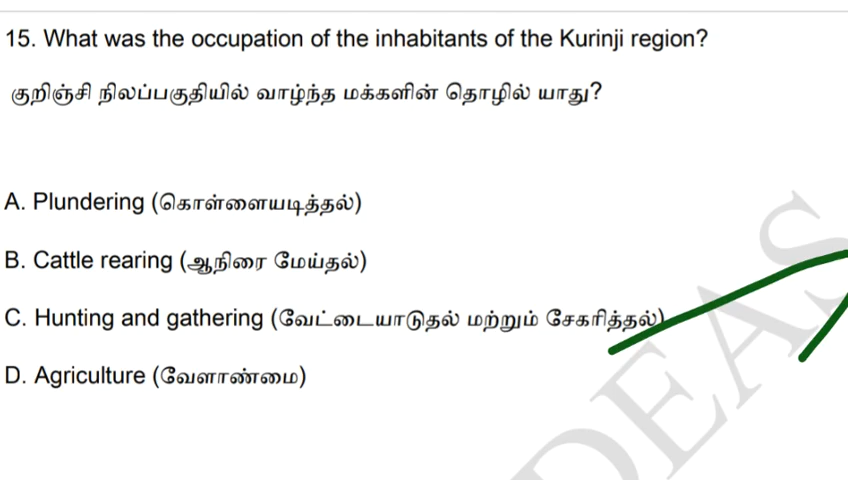 15. What was the occupation of the inhabitants of the Kurinji region?
குறிஞ்சி நிலப்பகுதியில் வாழ்ந்த மக்களின் தொழில் யாது?
A. Plundering (கொள்ளையடித்தல்)
B. Cattle rearing (ஆநிரை மேய்தல்)
C. Hunting and gathering (வேட்டையாடுதல் மற்றும் சேகரித்தல்)
D. Agriculture (வேளாண்மை)
DEAS